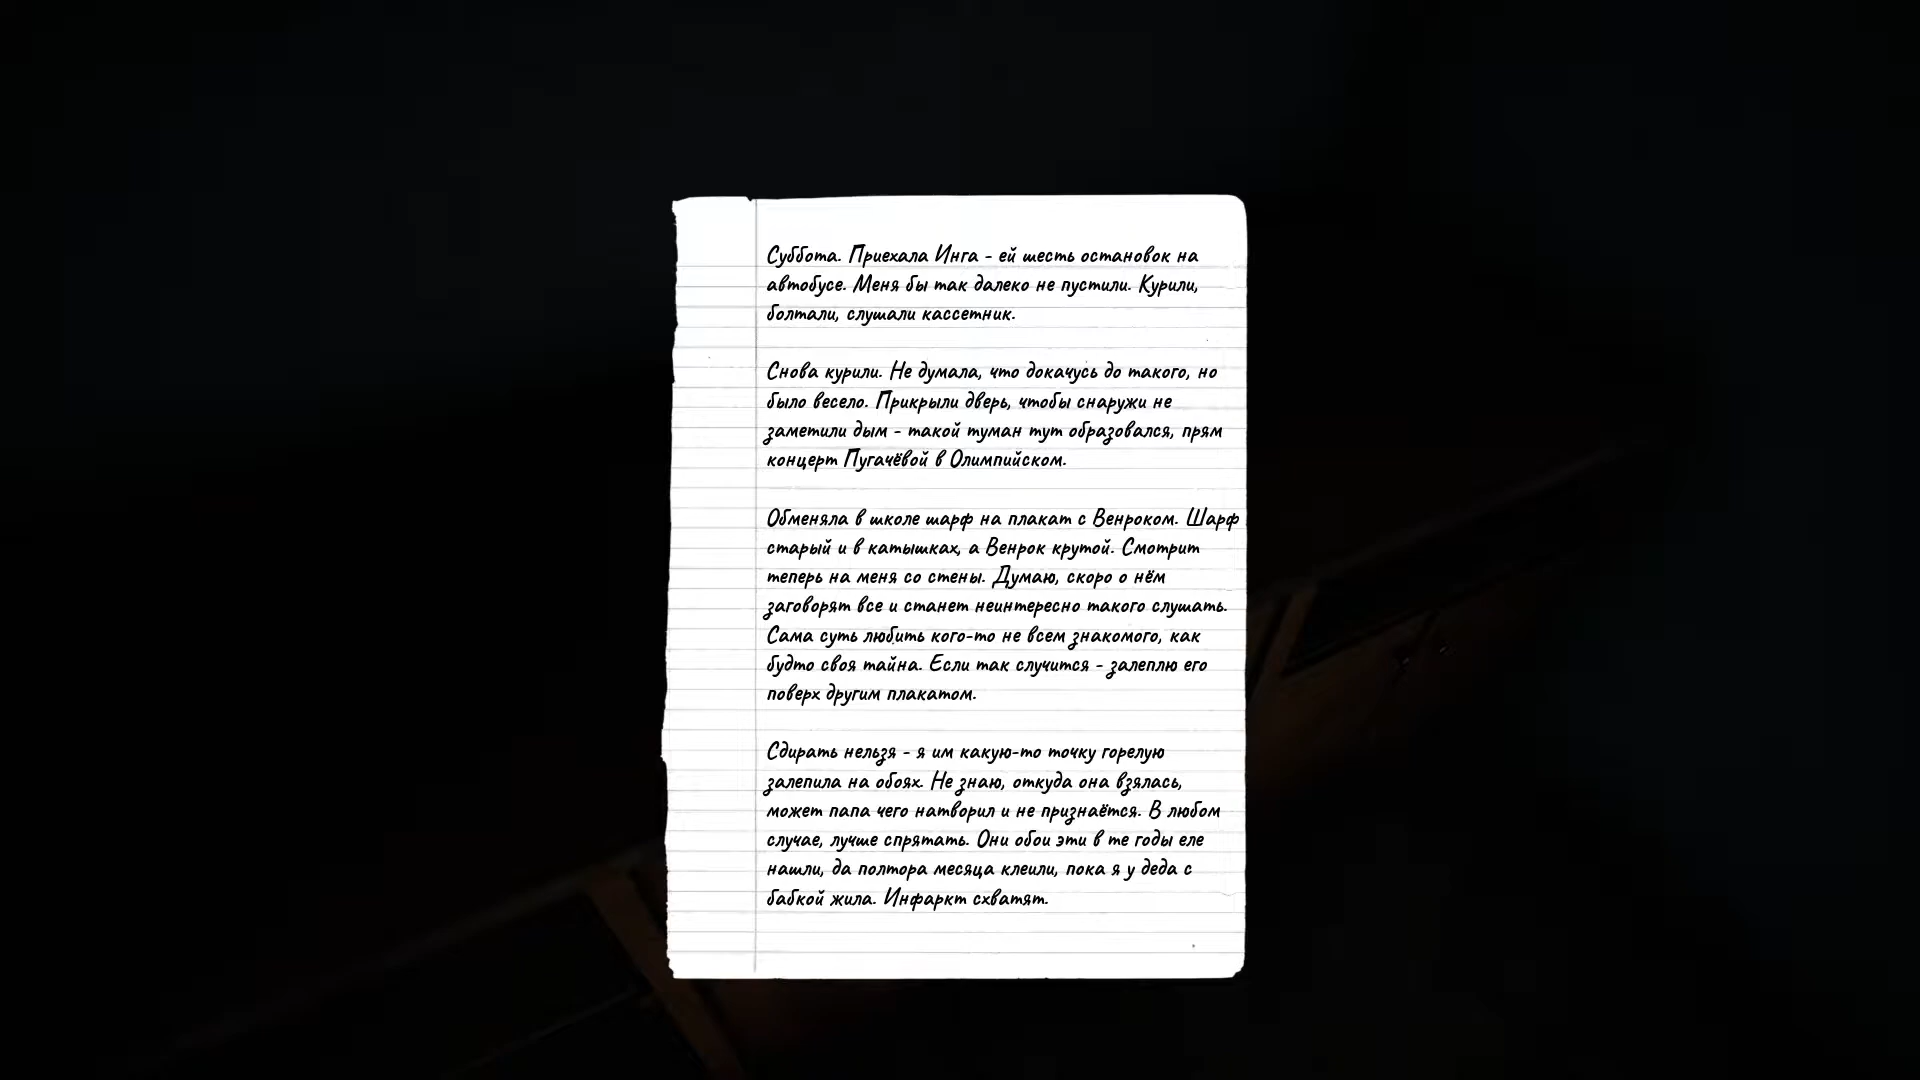 Суббота. Приехала Инга - ей шесть остановок на
автобусе. Меня бы так далеко не пустили. Курили,
болтали, слушали кассетник.
Снова курили. Не думала, что докачусь до такого, но
было весело. Прикрыли дверь, чтобы снаружи не
заметили дым - такой туман тут образовался, прям
концерт Пугачёвой в Олимпийском.
Обменяла в школе шарф на плакат с Венроком. Шарф
старый и в катышках, а Венрок крутой. Смотрит
теперь на меня со стены. Думаю, скоро о нём
заговорят все и станет неинтересно такого слушать.
Сама суть любить кого-то не всем знакомого, как
будто своя тайна. Если так случится - залеплю его
поверх другим плакатом.
Сдирать нельзя - я им какую-то точку горелую
залепила на обоях. Не знаю, откуда она взялась,
может папа чего натворил и не признаётся. В любом
случае, лучше спрятать. Они обои эти в те годы еле
нашли, да полтора месяца клеили, пока я у деда с
бабкой жила. Инфаркт схватят.